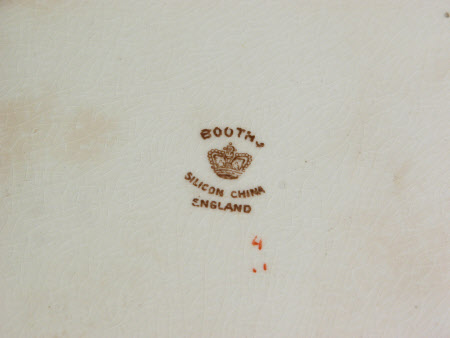 BOOTHS
SILICON CHINA
ENGLAND
4